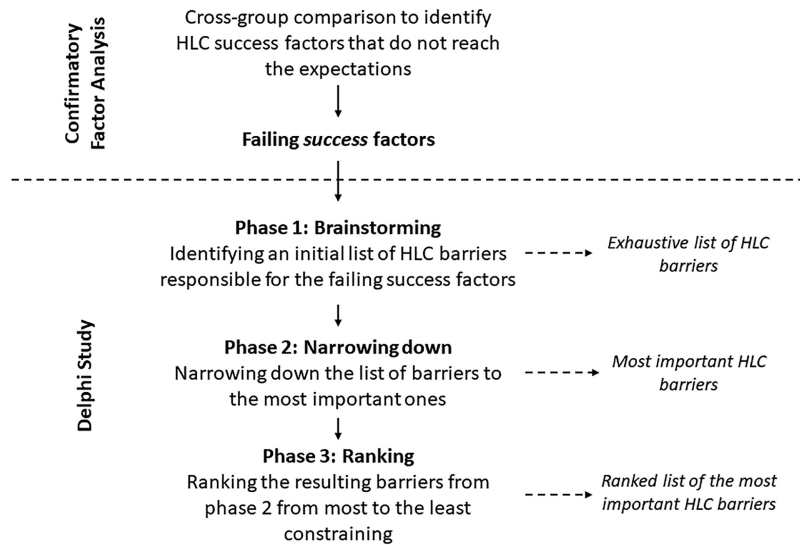 Confirmatory
Factor Analysis
Cross-group comparison to identify
HLC success factors that do not reach
the expectations
Failing success factors
Delphi Study
Phase 1: Brainstorming
Identifying an initial list of HLC barriers
responsible for the failing success factors
Exhaustive list of HLC
barriers
Phase 2: Narrowing down
Narrowing down the list of barriers to
the most important ones
Most important HLC
barriers
Phase 3: Ranking
Ranking the resulting barriers from
phase 2 from most to the least
constraining
Ranked list of the most
important HLC barriers